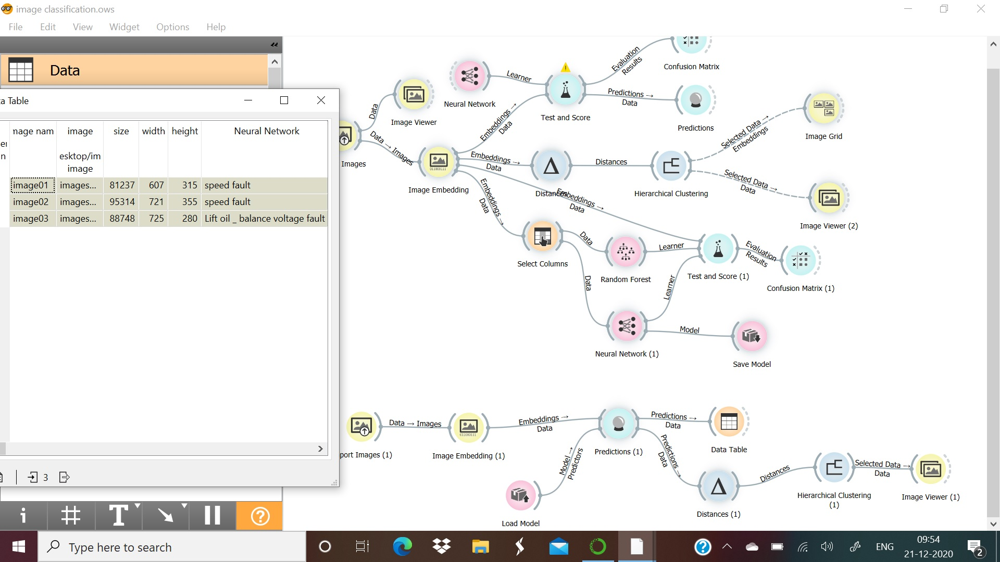 image classification.ows
File Edit View Widget Options Help
Data
a Table
nage nam image size width height Neural Network
er
n esktop/im
image
image01 images... 81237 607 315 speed fault
image02 images... 95314 721 355 speed fault
image03 images... 88748 725 280 Lift oil _ balance voltage fault
3
Confusion Matrix
Evaluation
Results
Learner
Neural Network
Test and Score
Predictions →
Data
Predictions
Data
Image Viewer
Embeddings →
Data
Data → Images
Images
Image Embedding
Embeddings →
Data
Distances
Distances
Hierarchical Clustering
Selected Data →
Embeddings
Image Grid
Selected Data →
Data
Image Viewer (2)
Embeddings →
Data
Embeddings →
Data
Select Columns
Data
Random Forest
Learner
Test and Score (1)
Evaluation
Results
Confusion Matrix (1)
Data
Learner
Neural Network (1)
Model
Save Model
port Images (1)
Data → Images
Image Embedding (1)
Embeddings →
Data
Predictions (1)
Predictions →
Data
Data Table
Model →
Predictors
Load Model
Predictions →
Data
Distances (1)
Distances
Hierarchical Clustering
(1)
Selected Data →
Data
Image Viewer (1)
Type here to search
ENG
09:54
21-12-2020
2